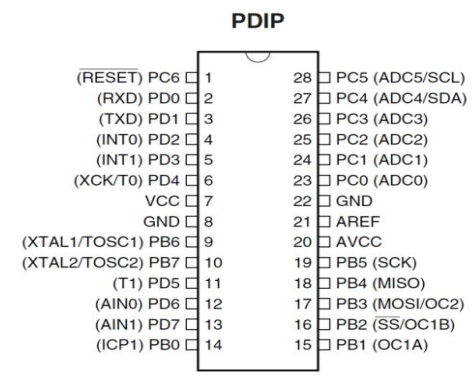 PDIP
(RESET) PC6 1 28 PC5 (ADC5/SCL)
(RXD) PD0 2 27 PC4 (ADC4/SDA)
(TXD) PD1 3 26 PC3 (ADC3)
(INT0) PD2 4 25 PC2 (ADC2)
(INT1) PD3 5 24 PC1 (ADC1)
(XCK/T0) PD4 6 23 PC0 (ADC0)
VCC 7 22 GND
GND 8 21 AREF
(XTAL1/TOSC1) PB6 9 20 AVCC
(XTAL2/TOSC2) PB7 10 19 PB5 (SCK)
(T1) PD5 11 18 PB4 (MISO)
(AIN0) PD6 12 17 PB3 (MOSI/OC2)
(AIN1) PD7 13 16 PB2 (SS/OC1B)
(ICP1) PB0 14 15 PB1 (OC1A)